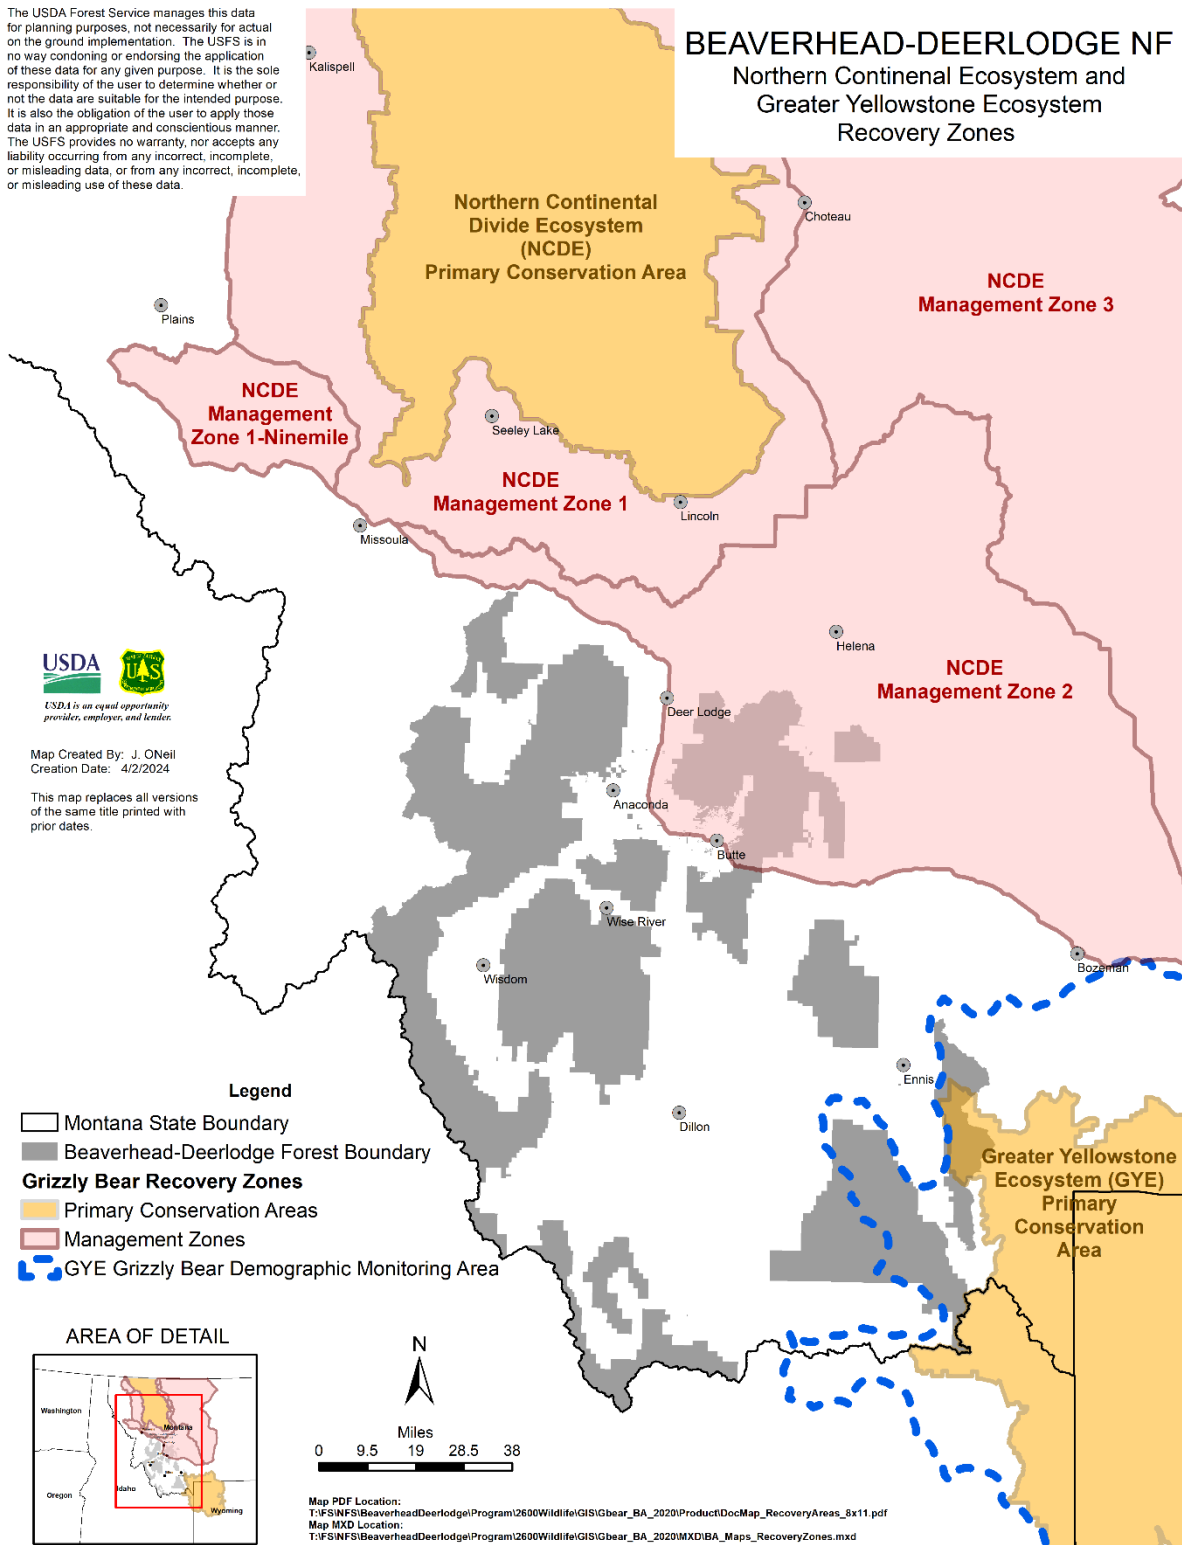 The USDA Forest Service manages this data
for planning purposes, not necessarily for actual
on the ground implementation.  The USFS is in
no way condoning or endorsing the application
of these data for any given purpose.  It is the sole
responsibility of the user to determine whether or
not the data are suitable for the intended purpose.
It is also the obligation of the user to apply those
data in an appropriate and conscientious manner.
The USFS provides no warranty, nor accepts any
liability occurring from any incorrect, incomplete,
or misleading data, or from any incorrect, incomplete,
or misleading use of these data.
BEAVERHEAD-DEERLODGE NF
Northern Continenal Ecosystem and
Greater Yellowstone Ecosystem
Recovery Zones
Kalispell
Northern Continental
Divide Ecosystem
(NCDE)
Primary Conservation Area
Choteau
NCDE
Management Zone 3
Plains
NCDE
Management
Zone 1-Ninemile
Seeley Lake
NCDE
Management Zone 1
Lincoln
Missoula
Helena
NCDE
Management Zone 2
USDA
U S
USDA is an equal opportunity
provider, employer, and lender.
Deer Lodge
Map Created By:  J. ONeil
Creation Date:   4/2/2024
This map replaces all versions
of the same title printed with
prior dates.
Anaconda
Butte
Wise River
Wisdom
Bozeman
Ennis
Dillon
Greater Yellowstone
Ecosystem (GYE)
Primary
Conservation
Area
Legend
Montana State Boundary
Beaverhead-Deerlodge Forest Boundary
Grizzly Bear Recovery Zones
Primary Conservation Areas
Management Zones
GYE Grizzly Bear Demographic Monitoring Area
AREA OF DETAIL
Washington
Montana
Oregon
Idaho
Wyoming
N
Miles
0 9.5 19 28.5 38
Map PDF Location:
T:\FS\NFS\BeaverheadDeerlodge\Program\2600Wildlife\GIS\Gbear_BA_2020\Product\DocMap_RecoveryAreas_8x11.pdf
Map MXD Location:
T:\FS\NFS\BeaverheadDeerlodge\Program\2600Wildlife\GIS\Gbear_BA_2020\MXD\BA_Maps_RecoveryZones.mxd